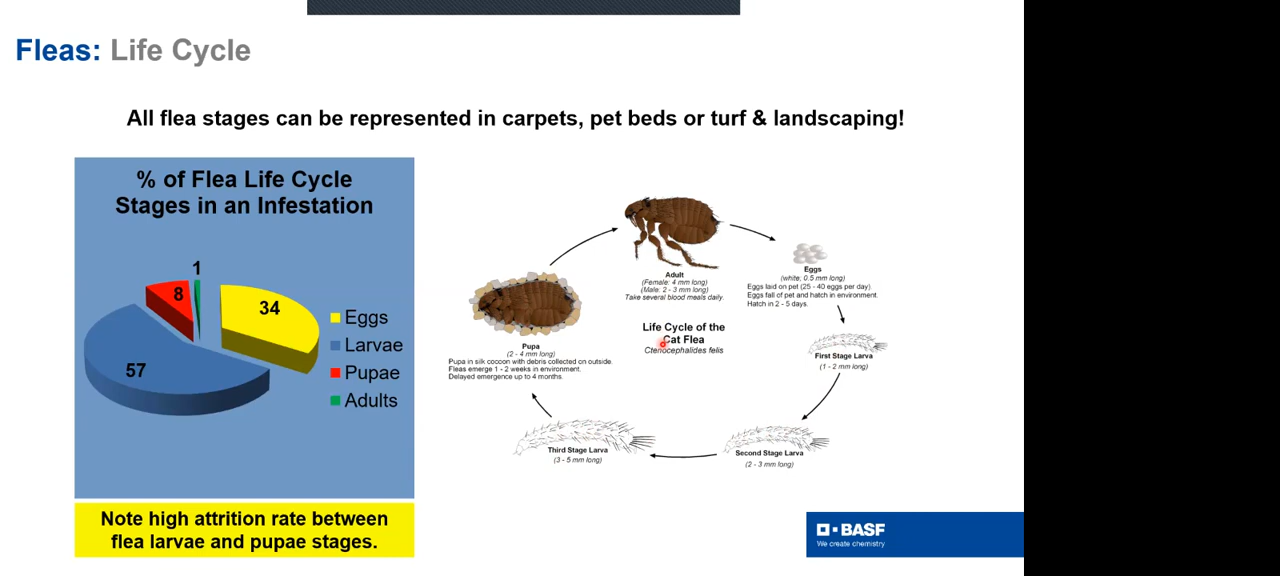 Fleas: Life Cycle
All flea stages can be represented in carpets, pet beds or turf & landscaping!
% of Flea Life Cycle
Stages in an Infestation
1
8
34
57
Eggs
Larvae
Pupae
Adults
Note high attrition rate between
flea larvae and pupae stages.
Adult
(Female: 4 mm long)
(Male: 2 - 3 mm long)
Take several blood meals daily.
Eggs
(white; 0.5 mm long)
Eggs laid on pet (25 - 40 eggs per day).
Eggs fall of pet and hatch in environment.
Hatch in 2 - 5 days.
Life Cycle of the
Cat Flea
Ctenocephalides felis
First Stage Larva
(1 - 2 mm long)
Second Stage Larva
(2 - 3 mm long)
Third Stage Larva
(3 - 5 mm long)
Pupa
(2 - 4 mm long)
Pupa in silk cocoon with debris collected on outside.
Fleas emerge 1 - 2 weeks in environment.
Delayed emergence up to 4 months.
BASF
We create chemistry